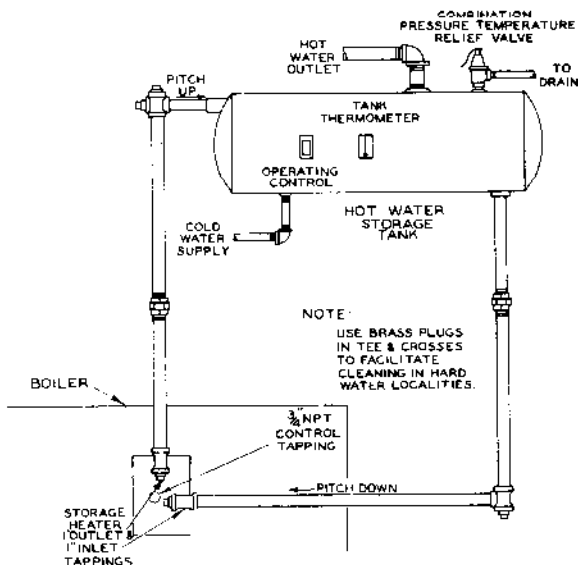 COMBINATION
PRESSURE TEMPERATURE
RELIEF VALVE
HOT
WATER
OUTLET
TO
DRAIN
PITCH
UP
TANK
THERMOMETER
OPERATING
CONTROL
HOT WATER
STORAGE
TANK
COLD
WATER
SUPPLY
NOTE:
USE BRASS PLUGS
IN TEE & CROSSES
TO FACILITATE
CLEANING IN HARD
WATER LOCALITIES.
BOILER
3/4" NPT
CONTROL
TAPPING
PITCH DOWN
STORAGE
HEATER
1"OUTLET &
1" INLET
TAPPINGS